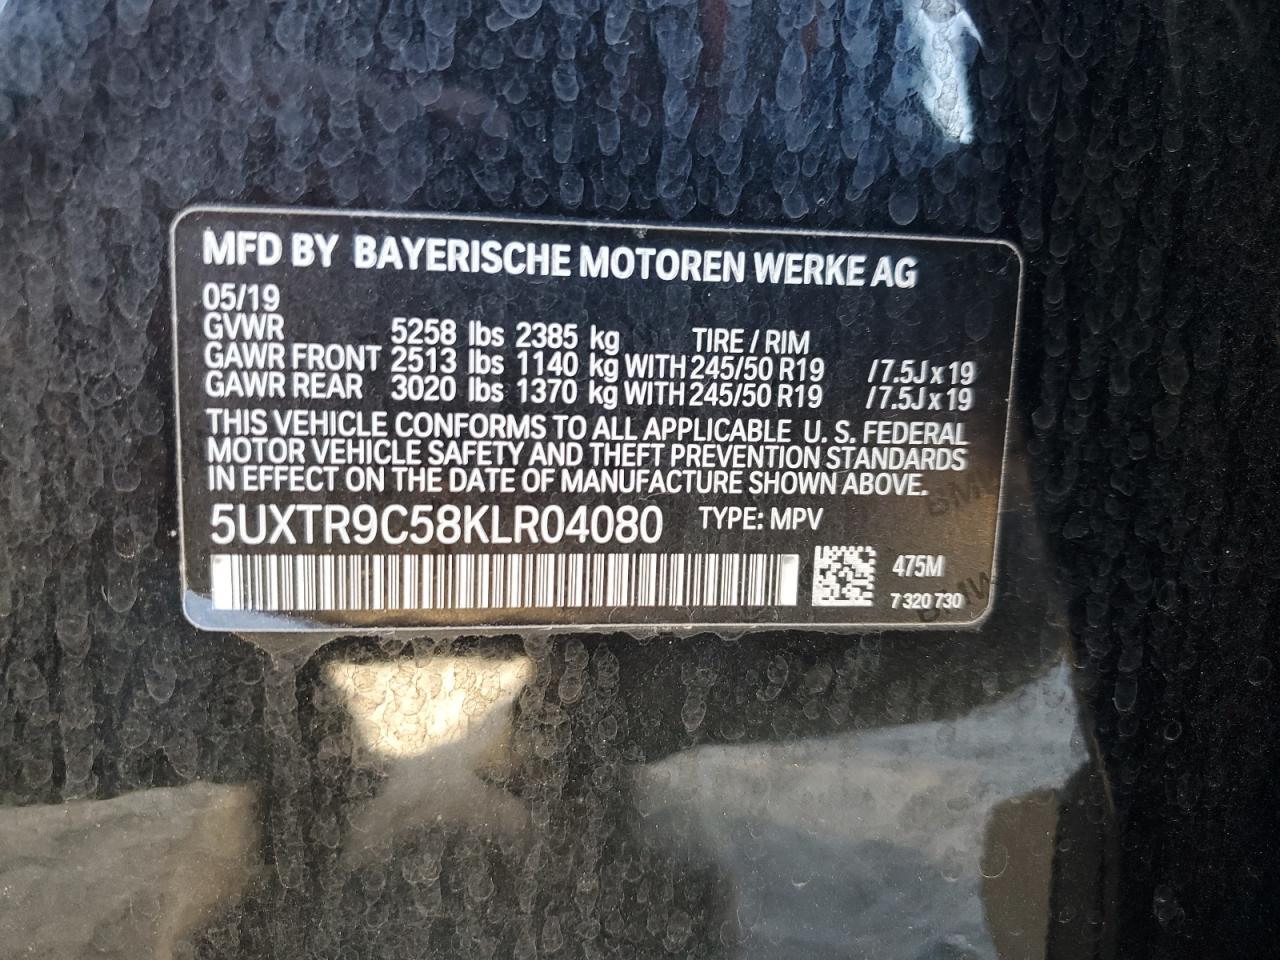 MFD BY BAYERISCHE MOTOREN WERKE AG
05/19
GVWR 5258 lbs 2385 kg TIRE / RIM
GAWR FRONT 2513 lbs 1140 kg WITH 245/50 R19 / 7.5J x 19
GAWR REAR 3020 lbs 1370 kg WITH 245/50 R19 / 7.5J x 19
THIS VEHICLE CONFORMS TO ALL APPLICABLE U. S. FEDERAL
MOTOR VEHICLE SAFETY AND THEFT PREVENTION STANDARDS
IN EFFECT ON THE DATE OF MANUFACTURE SHOWN ABOVE.
BMW
5UXTR9C58KLR04080 TYPE: MPV
475M
BMW
7 320 730